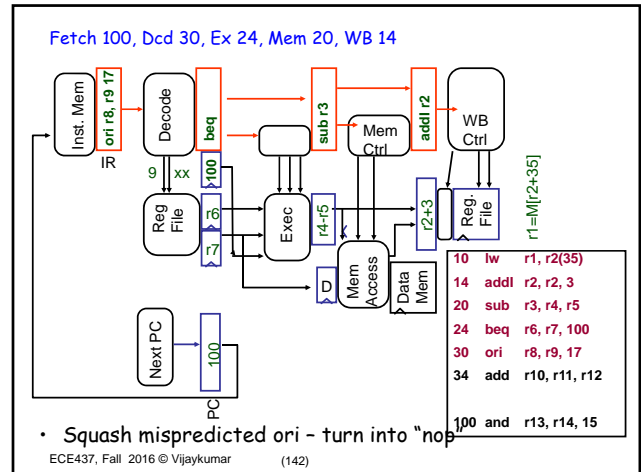 Fetch 100, Dcd 30, Ex 24, Mem 20, WB 14
Inst. Mem
ori r8, r9 17
IR
Decode
beq
sub r3
Mem
Ctrl
addl r2
WB
Ctrl
9 xx
100
Reg
File
r6
r7
Exec
r4-r5
D
Mem
Access
Data
Mem
r2+3
Reg.
File
r1=M[r2+35]
Next PC
100
PC
10 lw r1, r2(35)
14 addI r2, r2, 3
20 sub r3, r4, r5
24 beq r6, r7, 100
30 ori r8, r9, 17
34 add r10, r11, r12
100 and r13, r14, 15
• Squash mispredicted ori – turn into "nop"
ECE437, Fall 2016 © Vijaykumar (142)